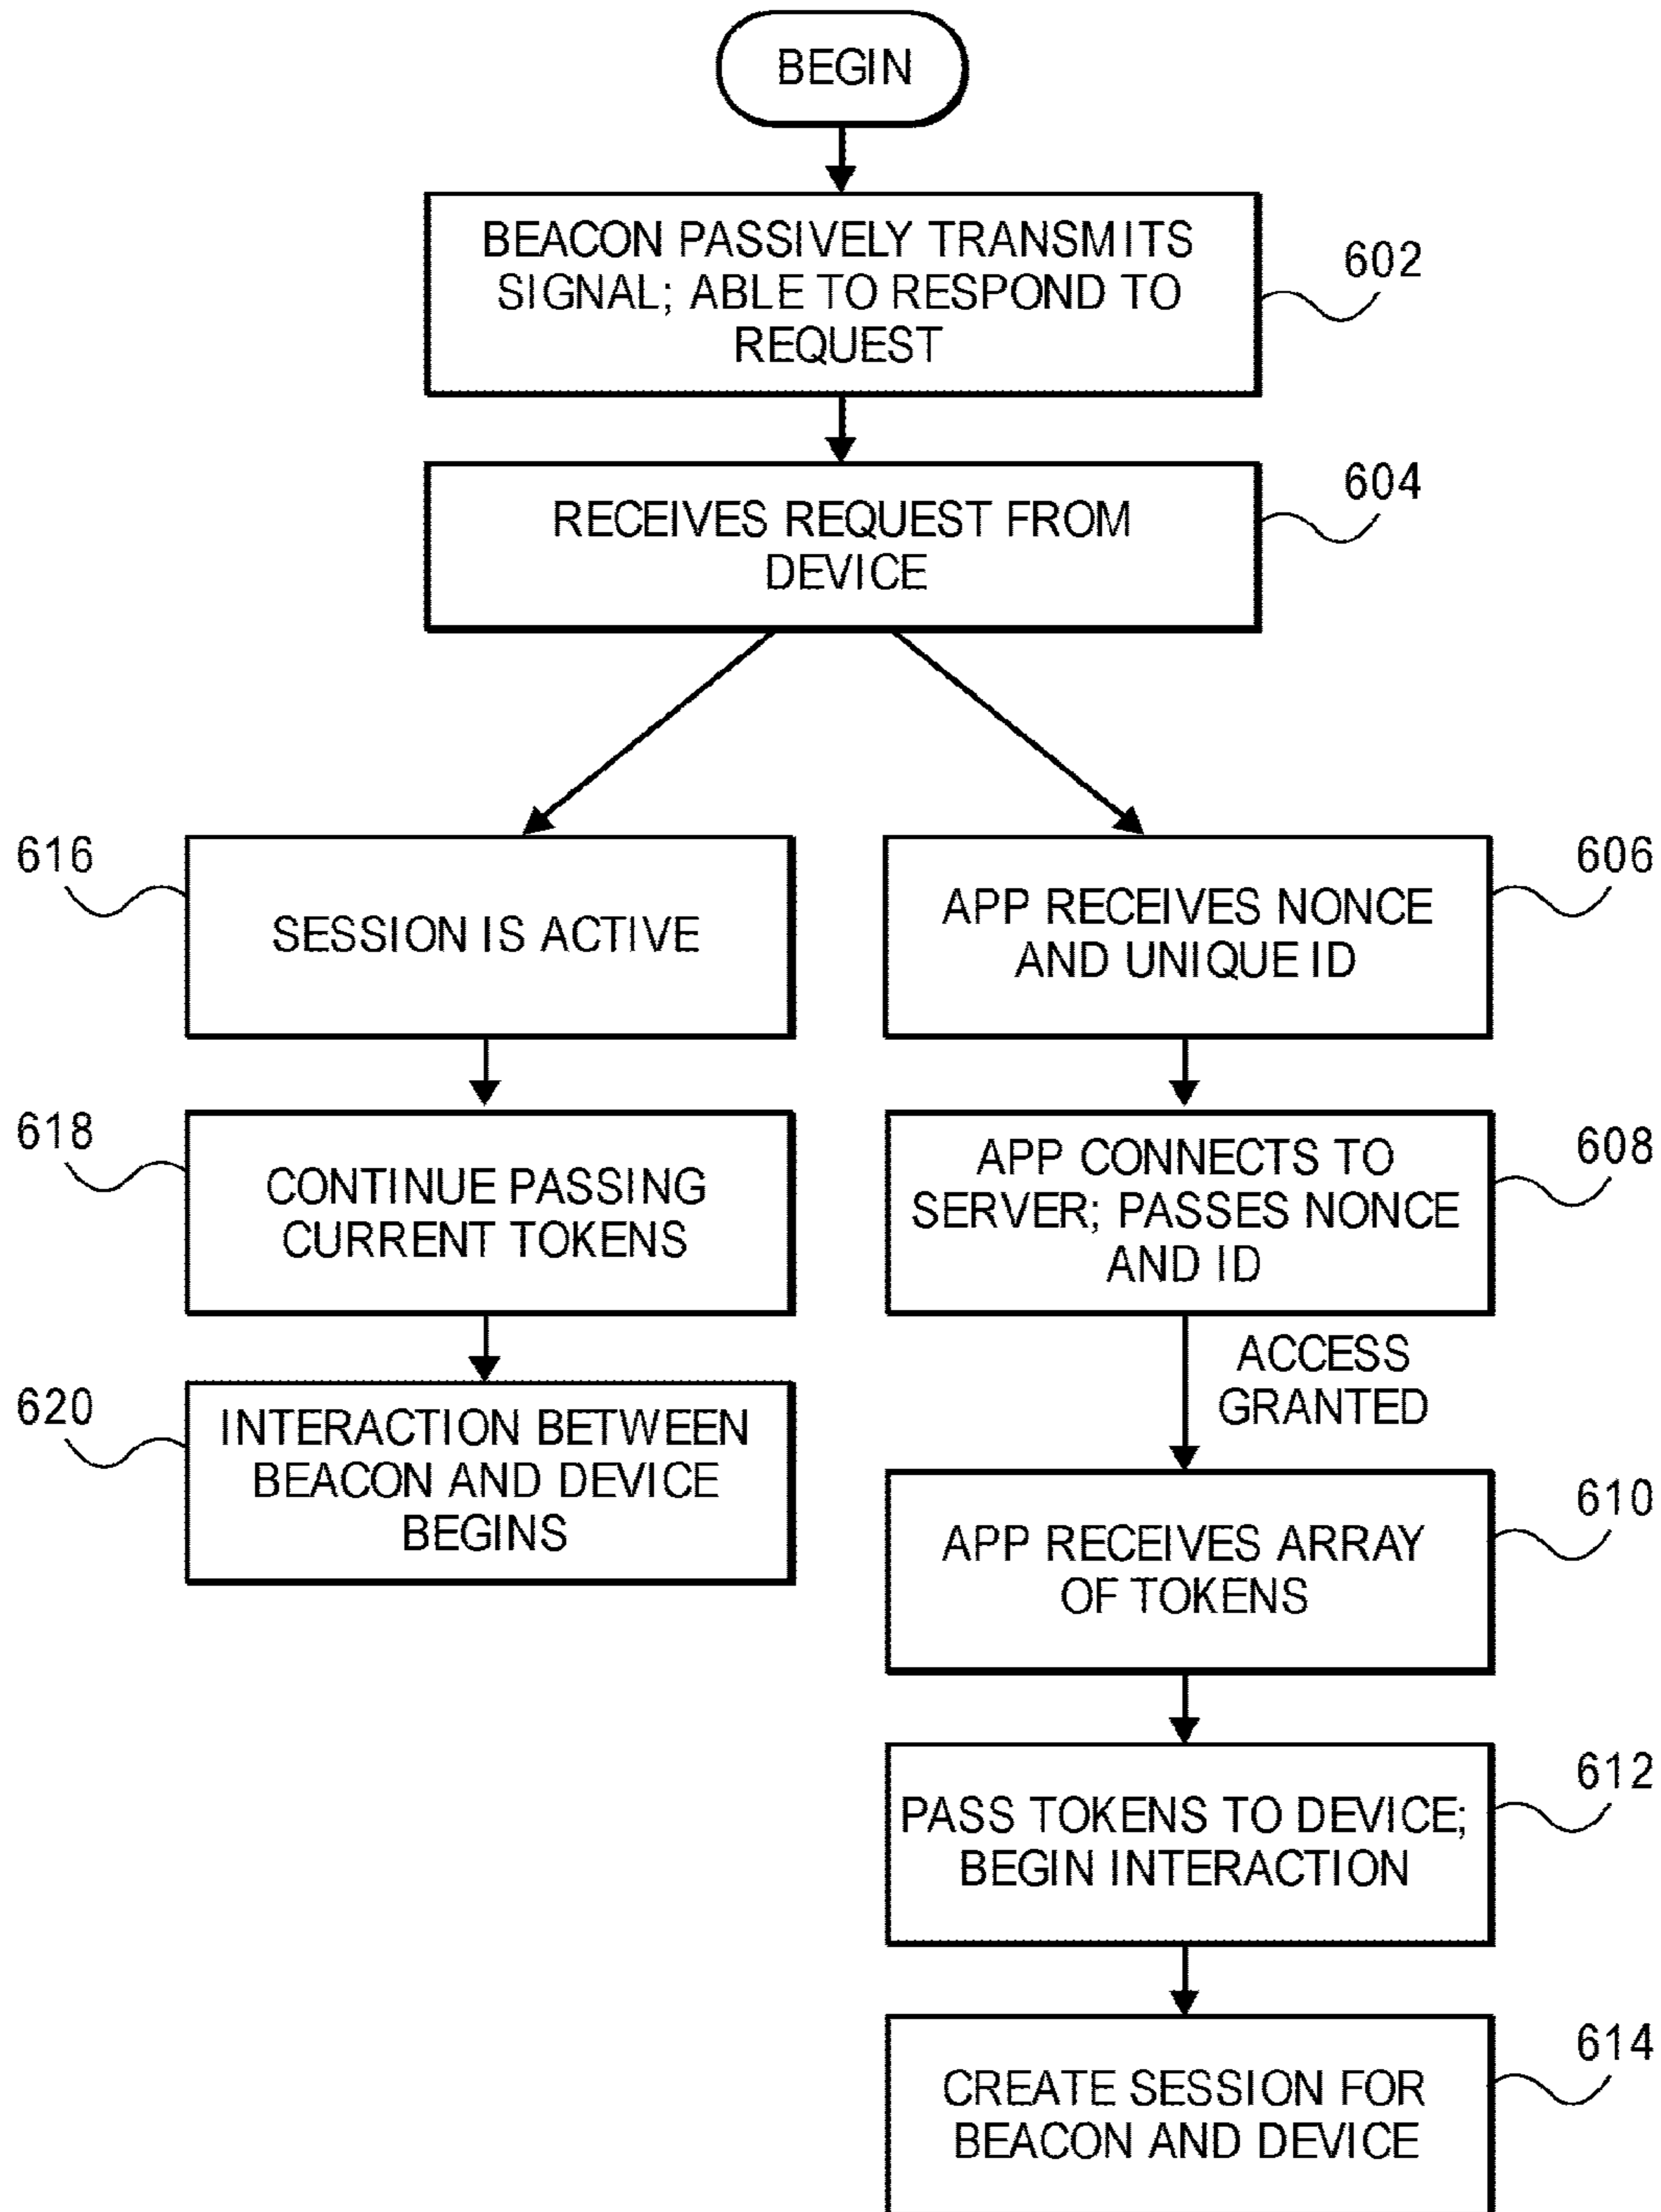 BEGIN
BEACON PASSIVELY TRANSMITS
SIGNAL; ABLE TO RESPOND TO
REQUEST
602
RECEIVES REQUEST FROM
DEVICE
604
616
SESSION IS ACTIVE
618
CONTINUE PASSING
CURRENT TOKENS
620
INTERACTION BETWEEN
BEACON AND DEVICE
BEGINS
606
APP RECEIVES NONCE
AND UNIQUE ID
608
APP CONNECTS TO
SERVER; PASSES NONCE
AND ID
ACCESS
GRANTED
610
APP RECEIVES ARRAY
OF TOKENS
612
PASS TOKENS TO DEVICE;
BEGIN INTERACTION
614
CREATE SESSION FOR
BEACON AND DEVICE